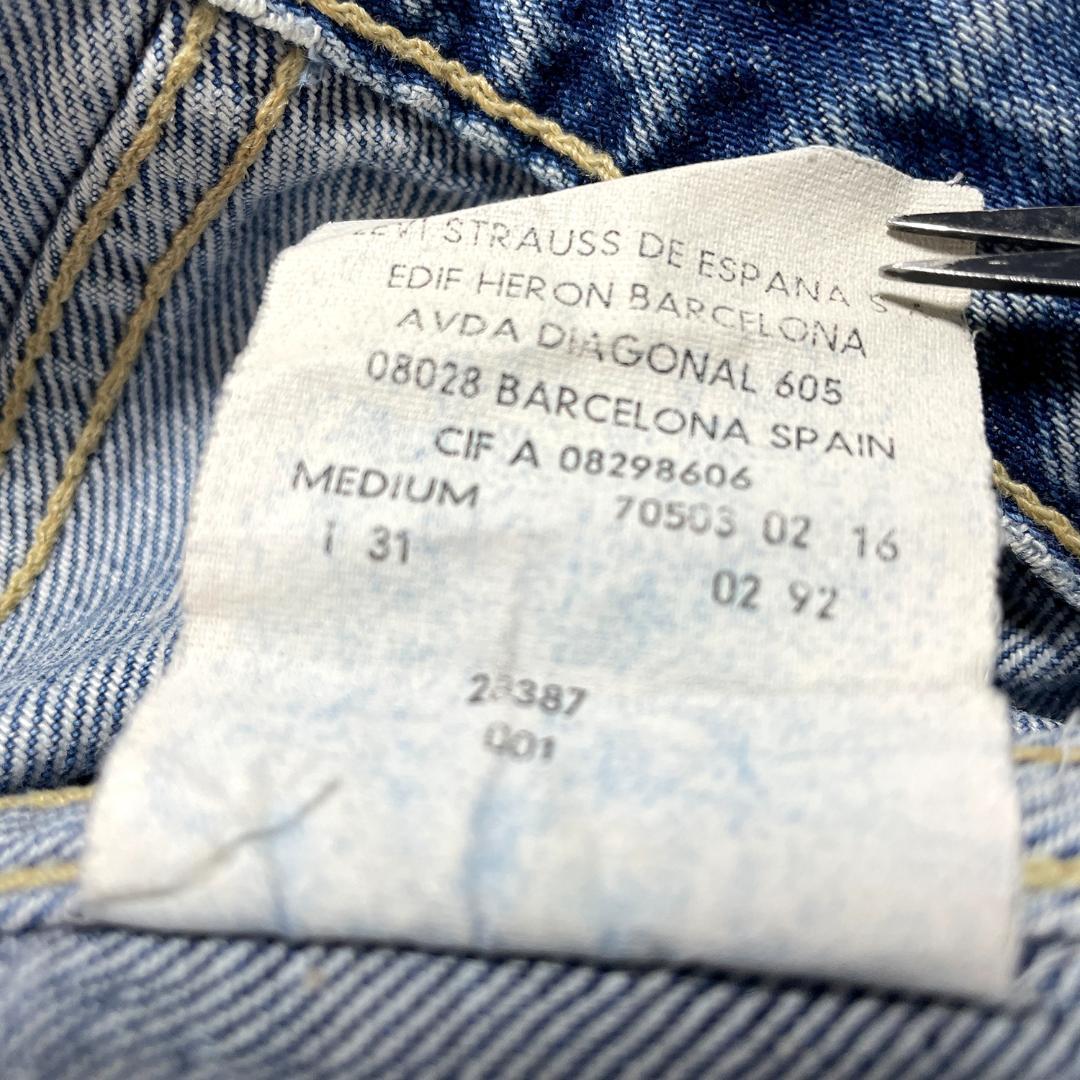 LEVI STRAUSS DE ESPANA S A
EDIF HERON BARCELONA
AVDA DIAGONAL 605
08028 BARCELONA SPAIN
CIF A 08298606
MEDIUM 70503 02 16
i 31 02 92
001